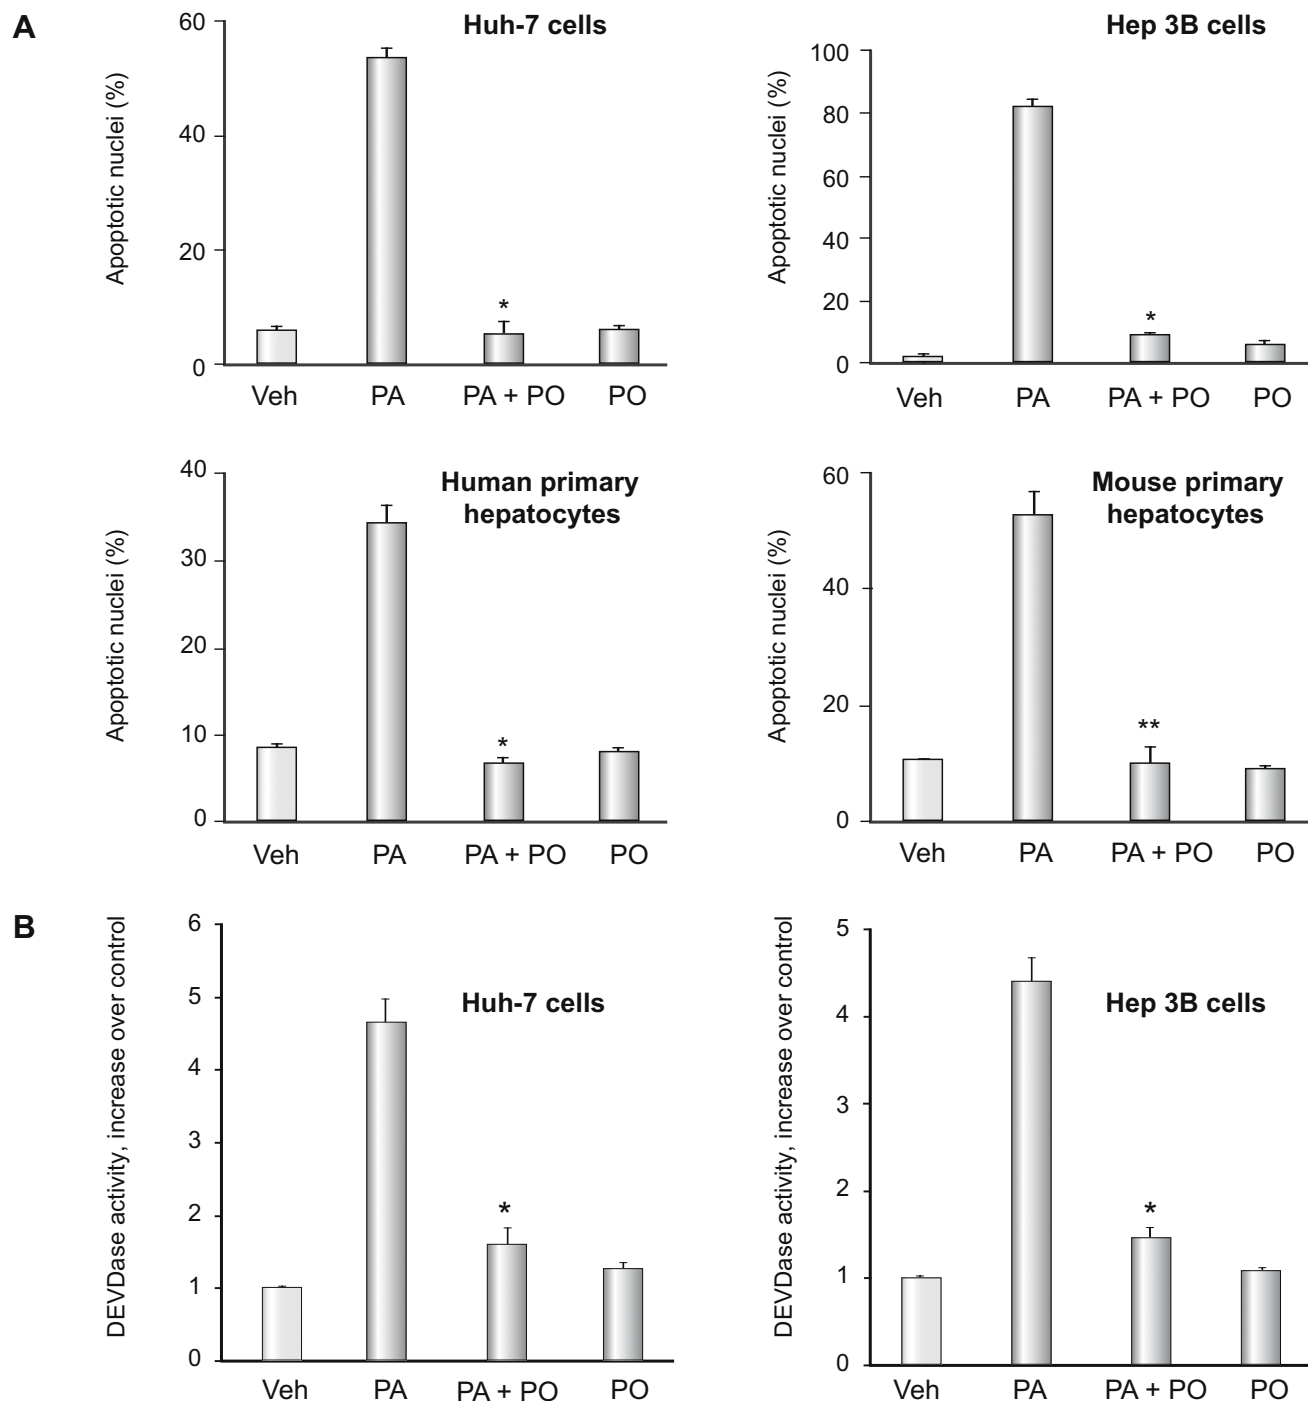 A
Huh-7 cells
Apoptotic nuclei (%)
60
40
20
0
*
Veh PA PA + PO PO
Hep 3B cells
Apoptotic nuclei (%)
100
80
60
40
20
0
*
Veh PA PA + PO PO
Human primary
hepatocytes
Apoptotic nuclei (%)
40
30
20
10
0
*
Veh PA PA + PO PO
Mouse primary
hepatocytes
Apoptotic nuclei (%)
60
40
20
0
**
Veh PA PA + PO PO
B
Huh-7 cells
DEVDase activity, increase over control
6
5
4
3
2
1
0
*
Veh PA PA + PO PO
Hep 3B cells
DEVDase activity, increase over control
5
4
3
2
1
0
*
Veh PA PA + PO PO